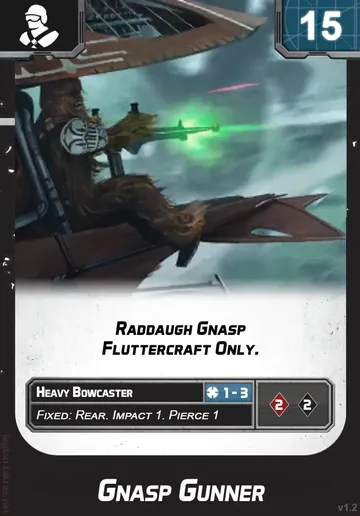 15
Raddaugh Gnasp
Fluttercraft Only.
Heavy Bowcaster 1 - 3
Fixed: Rear. Impact 1. Pierce 1
2 2
Gnasp Gunner
v1.2